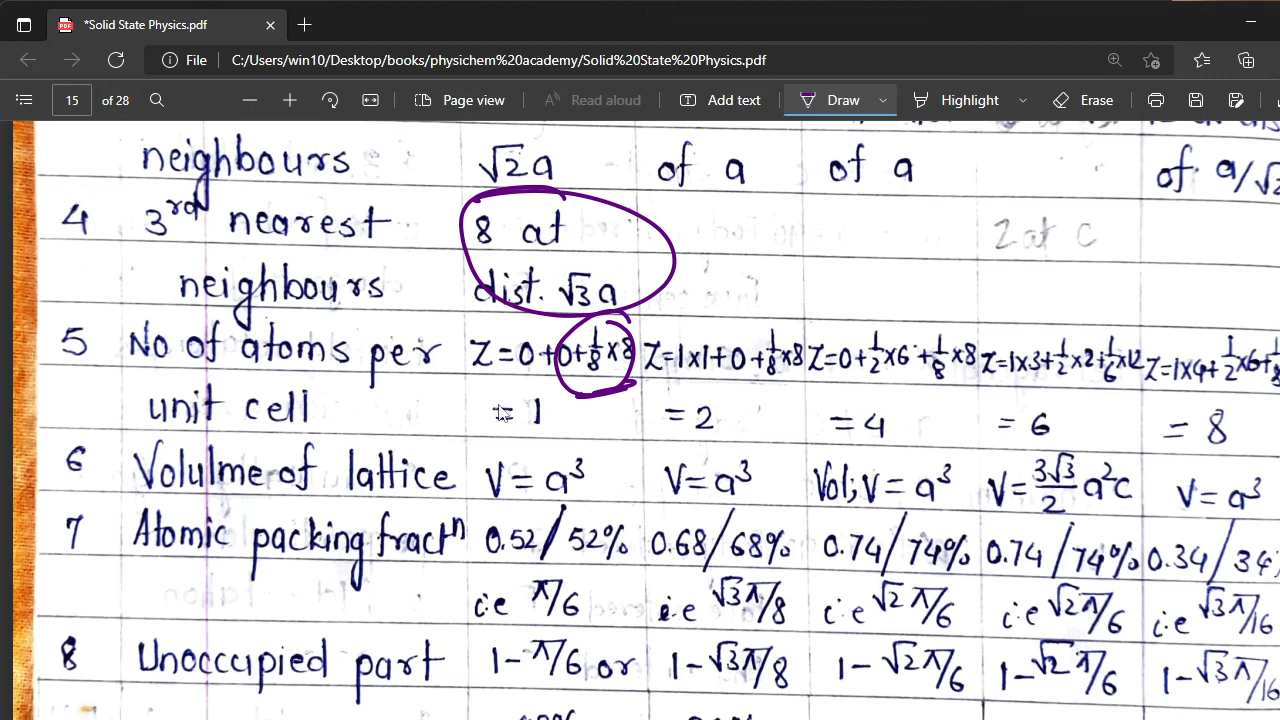 *Solid State Physics.pdf
File C:/Users/win10/Desktop/books/physichem%20academy/Solid%20State%20Physics.pdf
15 of 28 Page view Read aloud Add text Draw Highlight Erase
neighbours √2a of a of a of a/√2
4 3rd nearest 8 at 2 at c
neighbours dist. √3a
5 No of atoms per Z=0+0+1/8×8 Z=1×1+0+1/8×8 Z=0+1/2×6+1/8×8 Z=1×3+1/2×2+1/6×12 Z=1×4+1/2×6+1/8
unit cell = 1 = 2 = 4 = 6 = 8
6 Volulme of lattice V=a³ V=a³ Vol; V=a³ V=3√3/2 a²c V=a³
7 Atomic packing fractn 0.52/52% 0.68/68% 0.74/74% 0.74/74% 0.34/34%
i.e π/6 i.e √3π/8 i.e √2π/6 i.e √2π/6 i.e √3π/16
8 Unoccupied part 1-π/6 or 1-√3π/8 1-√2π/6 1-√2π/6 1-√3π/16